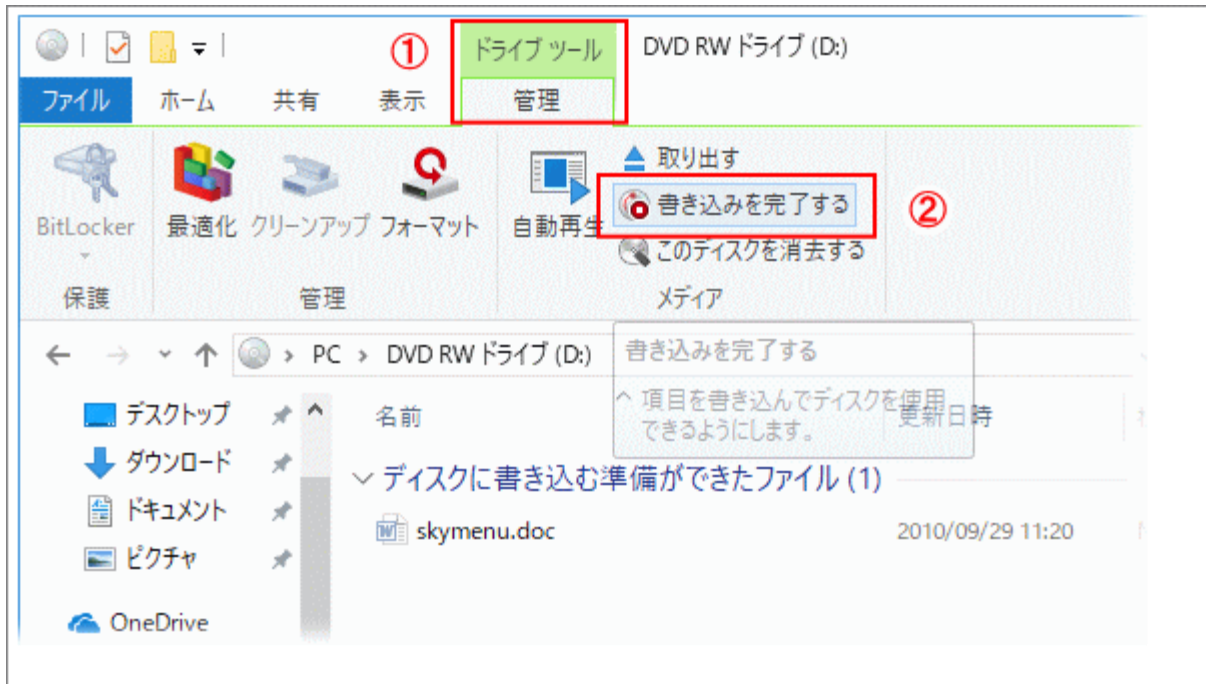 ①
ドライブ ツール
DVD RW ドライブ (D:)
ファイル
ホーム
共有
表示
管理
BitLocker
最適化
クリーンアップ
フォーマット
自動再生
取り出す
書き込みを完了する
②
このディスクを消去する
保護
管理
メディア
PC › DVD RW ドライブ (D:)
書き込みを完了する
項目を書き込んでディスクを使用
できるようにします。
デスクトップ
ダウンロード
ドキュメント
ピクチャ
OneDrive
名前
更新日時
ディスクに書き込む準備ができたファイル (1)
skymenu.doc
2010/09/29 11:20